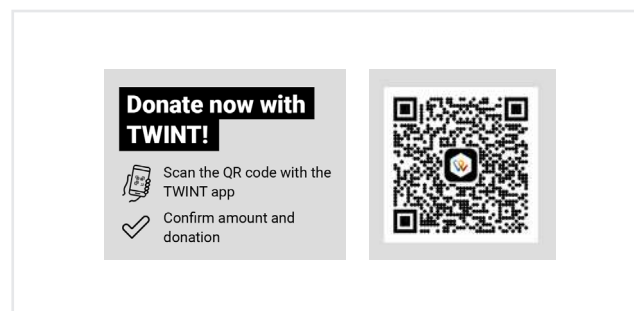 Donate now with
TWINT!
Scan the QR code with the
TWINT app
Confirm amount and
donation